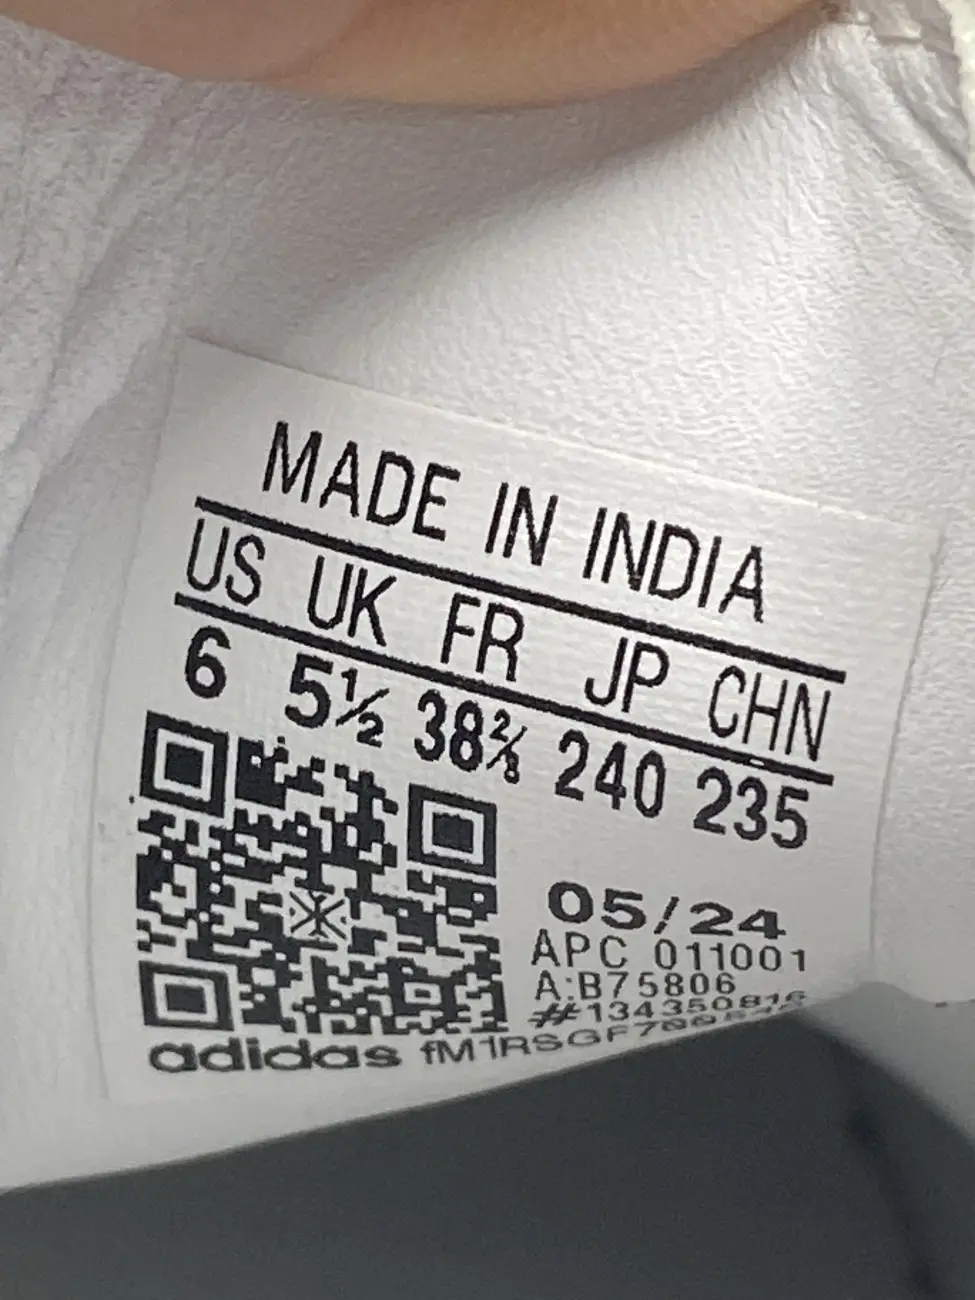 MADE IN INDIA
US UK FR JP CHN
6 5½ 38⅔ 240 235
05/24
APC 011001
A:B75806
#134350816
adidas